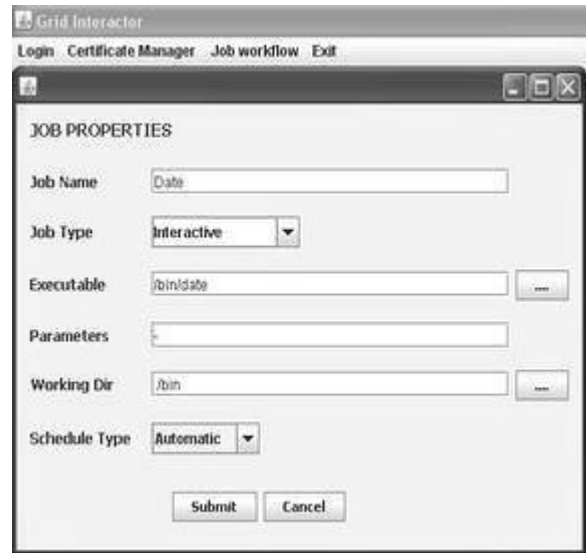 Grid Interactor
Login Certificate Manager Job workflow Exit
JOB PROPERTIES
Job Name Date
Job Type Interactive
Executable /bin/date ...
Parameters -
Working Dir /bin ...
Schedule Type Automatic
Submit Cancel